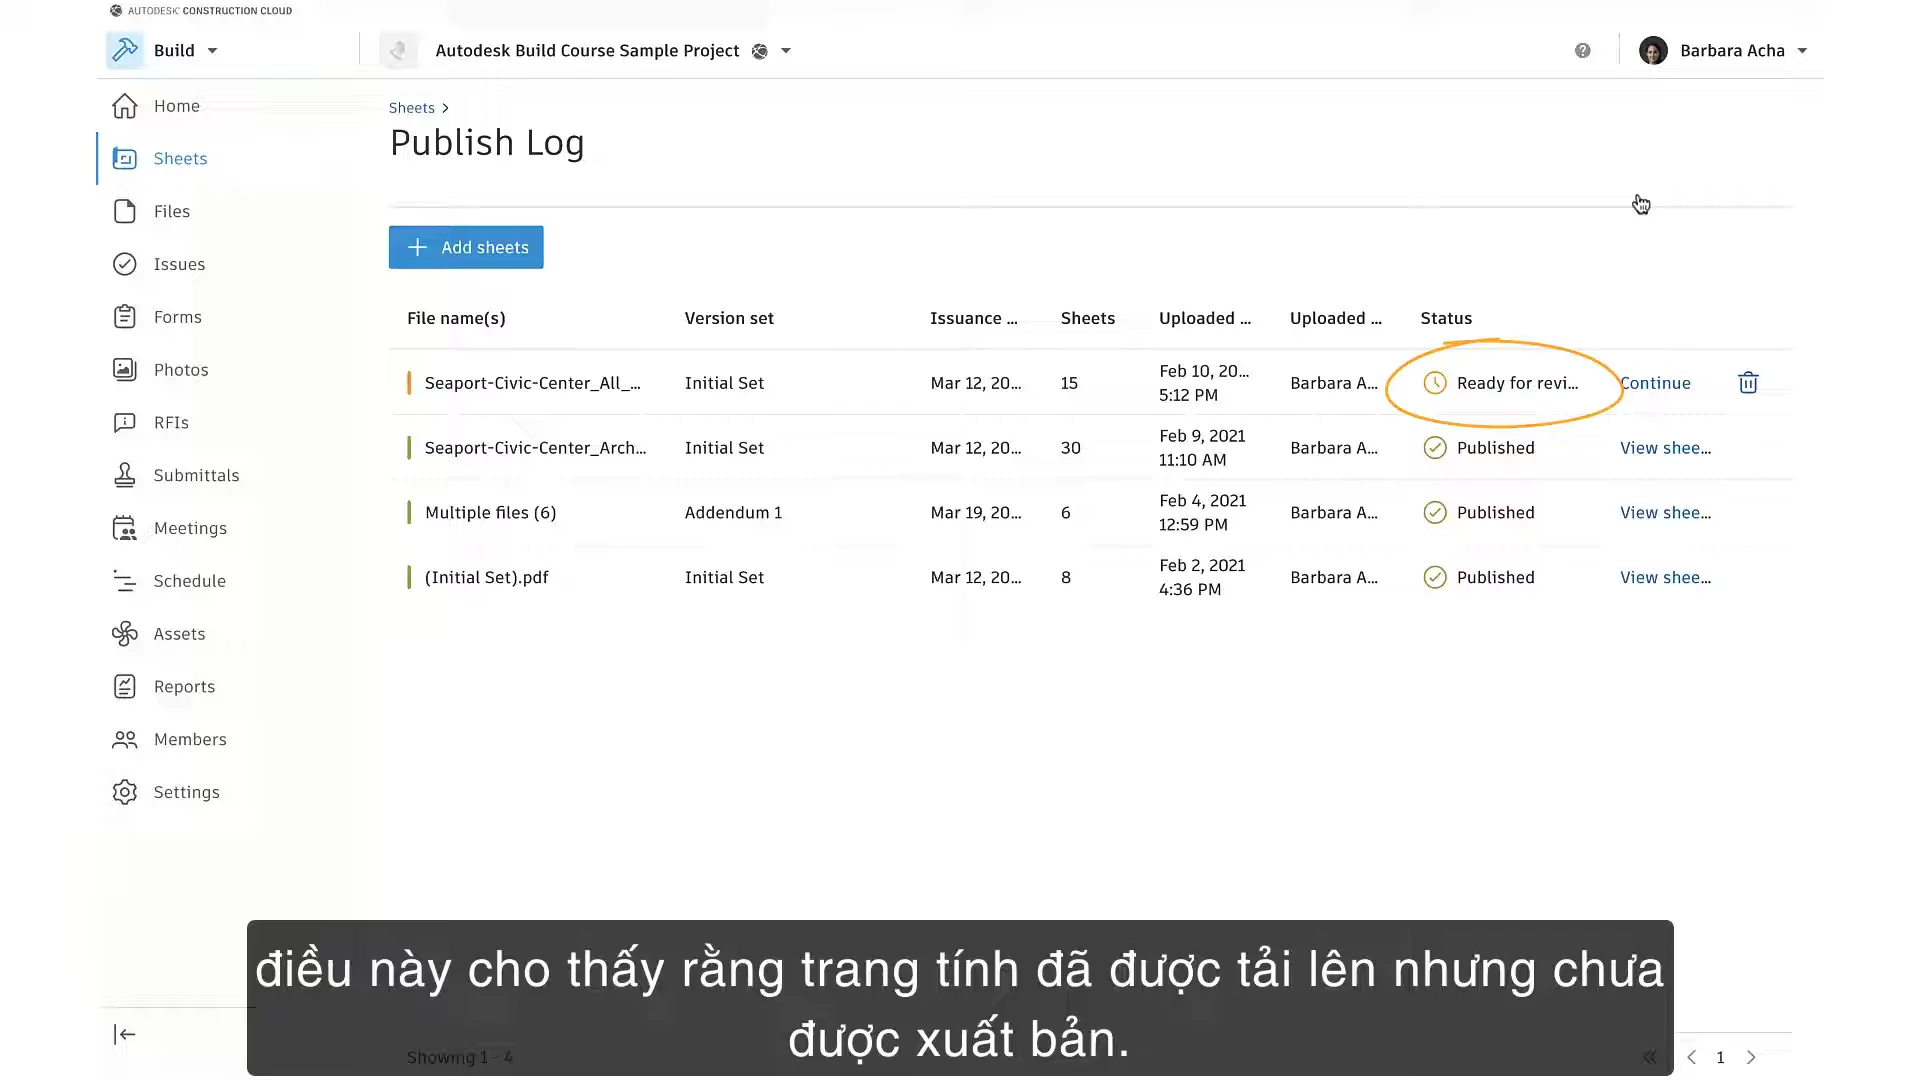 AUTODESK CONSTRUCTION CLOUD
Build
Autodesk Build Course Sample Project
Barbara Acha
Home
Sheets
Files
Issues
Forms
Photos
RFIs
Submittals
Meetings
Schedule
Assets
Reports
Members
Settings
Sheets >
Publish Log
+ Add sheets
File name(s) Version set Issuance ... Sheets Uploaded ... Uploaded ... Status
Seaport-Civic-Center_All_... Initial Set Mar 12, 20... 15 Feb 10, 20... 5:12 PM Barbara A... Ready for revi... Continue
Seaport-Civic-Center_Arch... Initial Set Mar 12, 20... 30 Feb 9, 2021 11:10 AM Barbara A... Published View shee...
Multiple files (6) Addendum 1 Mar 19, 20... 6 Feb 4, 2021 12:59 PM Barbara A... Published View shee...
(Initial Set).pdf Initial Set Mar 12, 20... 8 Feb 2, 2021 4:36 PM Barbara A... Published View shee...
điều này cho thấy rằng trang tính đã được tải lên nhưng chưa
được xuất bản.
Showing 1 - 4
1